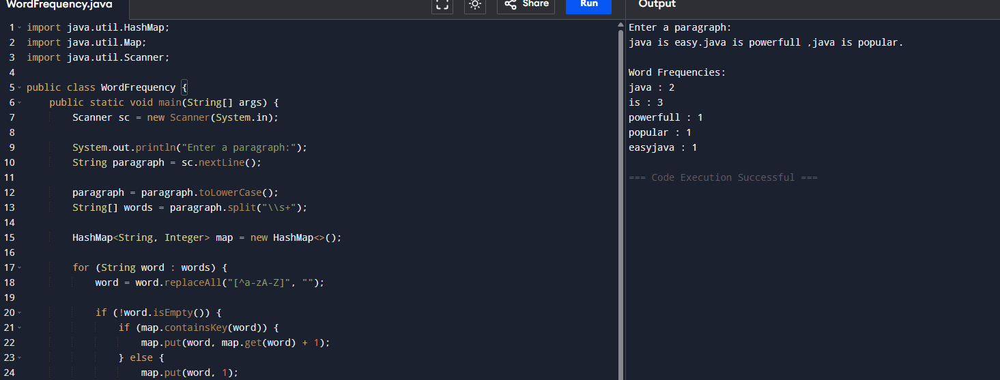 WordFrequency.java
Share
Run
Output
1 import java.util.HashMap;
2 import java.util.Map;
3 import java.util.Scanner;
4
5 public class WordFrequency {
6 public static void main(String[] args) {
7 Scanner sc = new Scanner(System.in);
8
9 System.out.println("Enter a paragraph:");
10 String paragraph = sc.nextLine();
11
12 paragraph = paragraph.toLowerCase();
13 String[] words = paragraph.split("\\s+");
14
15 HashMap<String, Integer> map = new HashMap<>();
16
17 for (String word : words) {
18 word = word.replaceAll("[^a-zA-Z]", "");
19
20 if (!word.isEmpty()) {
21 if (map.containsKey(word)) {
22 map.put(word, map.get(word) + 1);
23 } else {
24 map.put(word, 1);
Enter a paragraph:
java is easy.java is powerfull ,java is popular.
Word Frequencies:
java : 2
is : 3
powerfull : 1
popular : 1
easyjava : 1
=== Code Execution Successful ===